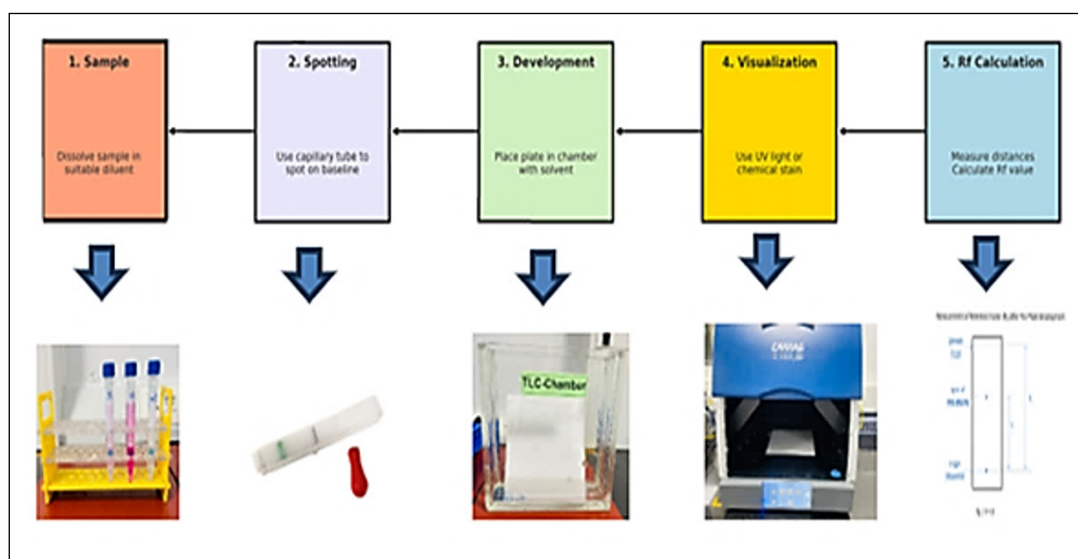 1. Sample
Dissolve sample in
suitable diluent
2. Spotting
Use capillary tube to
spot on baseline
3. Development
Place plate in chamber
with solvent
4. Visualization
Use UV light or
chemical stain
5. Rf Calculation
Measure distances
Calculate Rf value
TLC-Chamber
CAMAG